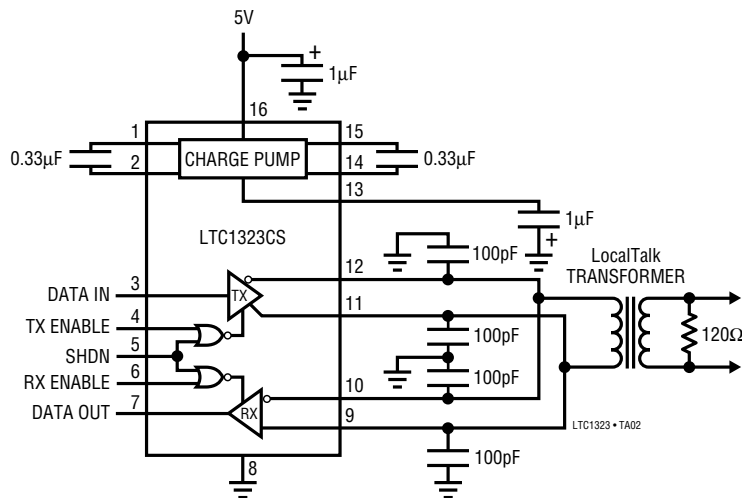 5V
+
1µF
16
1
15
0.33µF
CHARGE PUMP
0.33µF
2
14
13
1µF
+
LTC1323CS
LocalTalk
TRANSFORMER
12
100pF
DATA IN
3
TX
11
TX ENABLE
4
100pF
120Ω
SHDN
5
100pF
RX ENABLE
6
10
DATA OUT
7
RX
9
LTC1323 • TA02
100pF
8